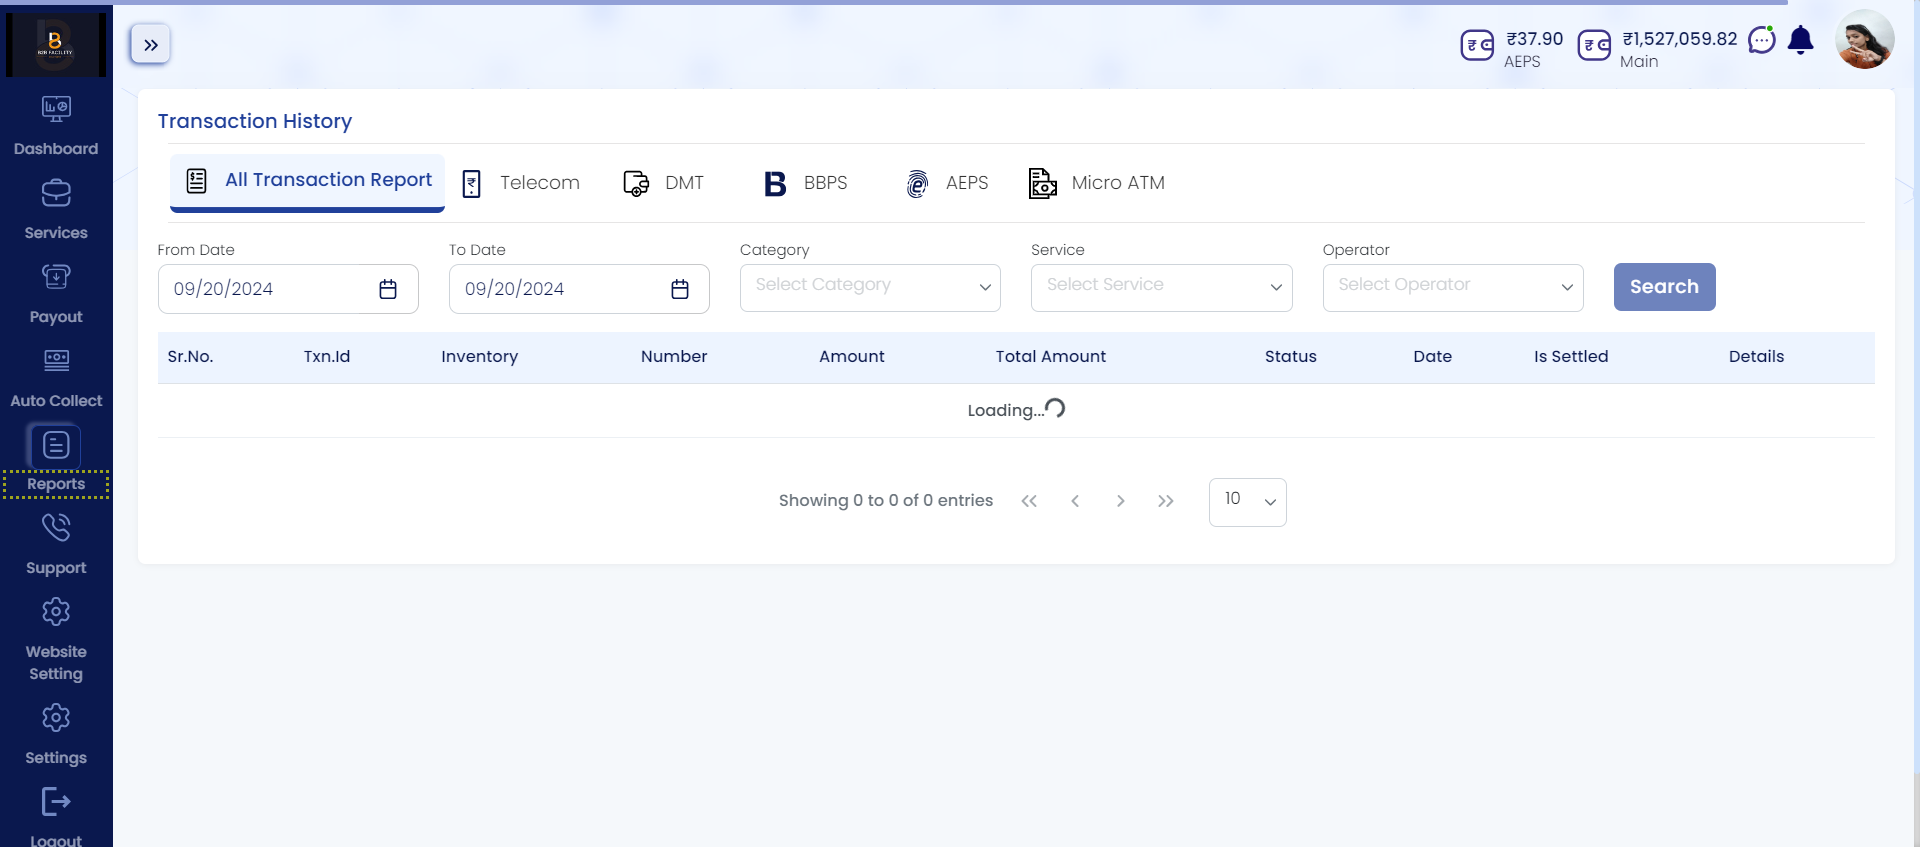 B2B FACILITY
₹37.90
AEPS
₹1,527,059.82
Main
Dashboard
Services
Payout
Auto Collect
Reports
Support
Website
Setting
Settings
Logout
Transaction History
All Transaction Report
Telecom
DMT
BBPS
AEPS
Micro ATM
From Date
To Date
Category
Service
Operator
09/20/2024
09/20/2024
Select Category
Select Service
Select Operator
Search
Sr.No.
Txn.Id
Inventory
Number
Amount
Total Amount
Status
Date
Is Settled
Details
Loading...
Showing 0 to 0 of 0 entries
10